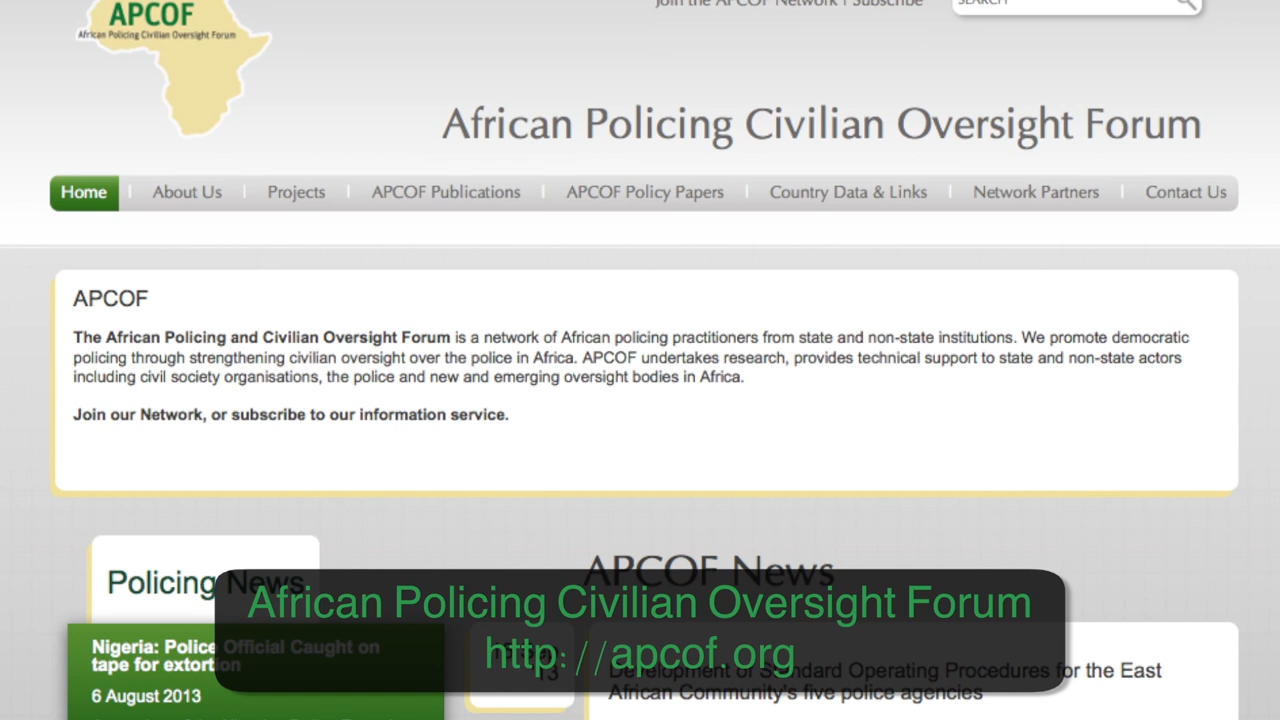 APCOF
African Policing Civilian Oversight Forum
Join the APCOF Network | Subscribe
SEARCH
African Policing Civilian Oversight Forum
Home
About Us
Projects
APCOF Publications
APCOF Policy Papers
Country Data & Links
Network Partners
Contact Us
APCOF
The African Policing and Civilian Oversight Forum is a network of African policing practitioners from state and non-state institutions. We promote democratic
policing through strengthening civilian oversight over the police in Africa. APCOF undertakes research, provides technical support to state and non-state actors
including civil society organisations, the police and new and emerging oversight bodies in Africa.
Join our Network, or subscribe to our information service.
Policing News
Nigeria: Police Official Caught on
tape for extortion
6 August 2013
APCOF News
13
Development of Standard Operating Procedures for the East
African Community's five police agencies
African Policing Civilian Oversight Forum
http://apcof.org